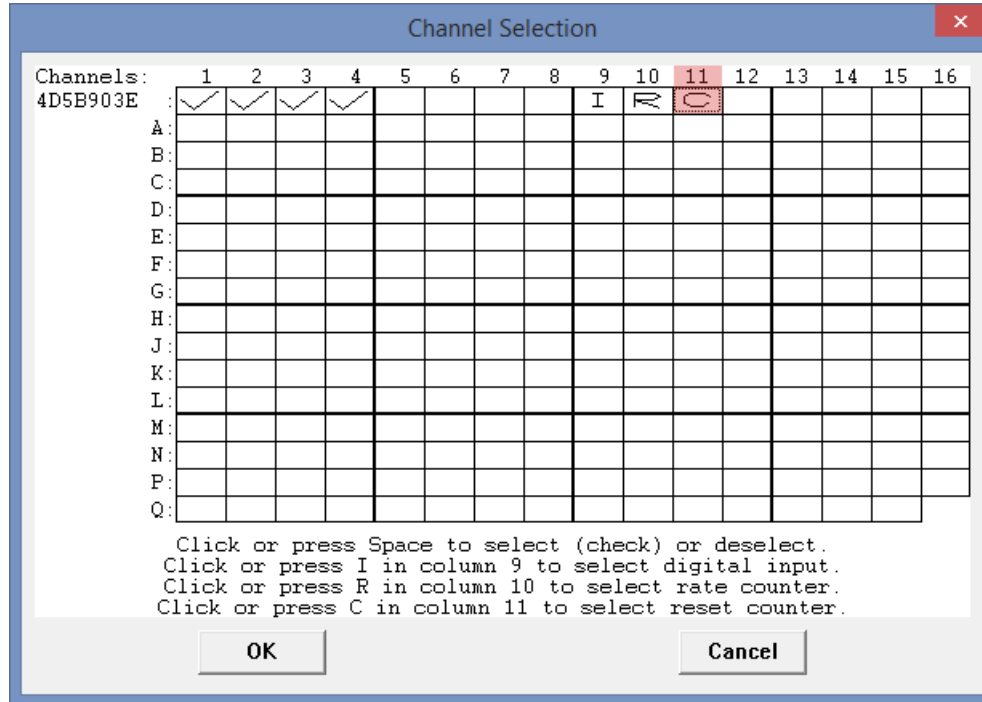 Channel Selection
×
Channels: 1 2 3 4 5 6 7 8 9 10 11 12 13 14 15 16
4D5B903E : I R C
A:
B:
C:
D:
E:
F:
G:
H:
J:
K:
L:
M:
N:
P:
Q:
Click or press Space to select (check) or deselect.
Click or press I in column 9 to select digital input.
Click or press R in column 10 to select rate counter.
Click or press C in column 11 to select reset counter.
OK Cancel